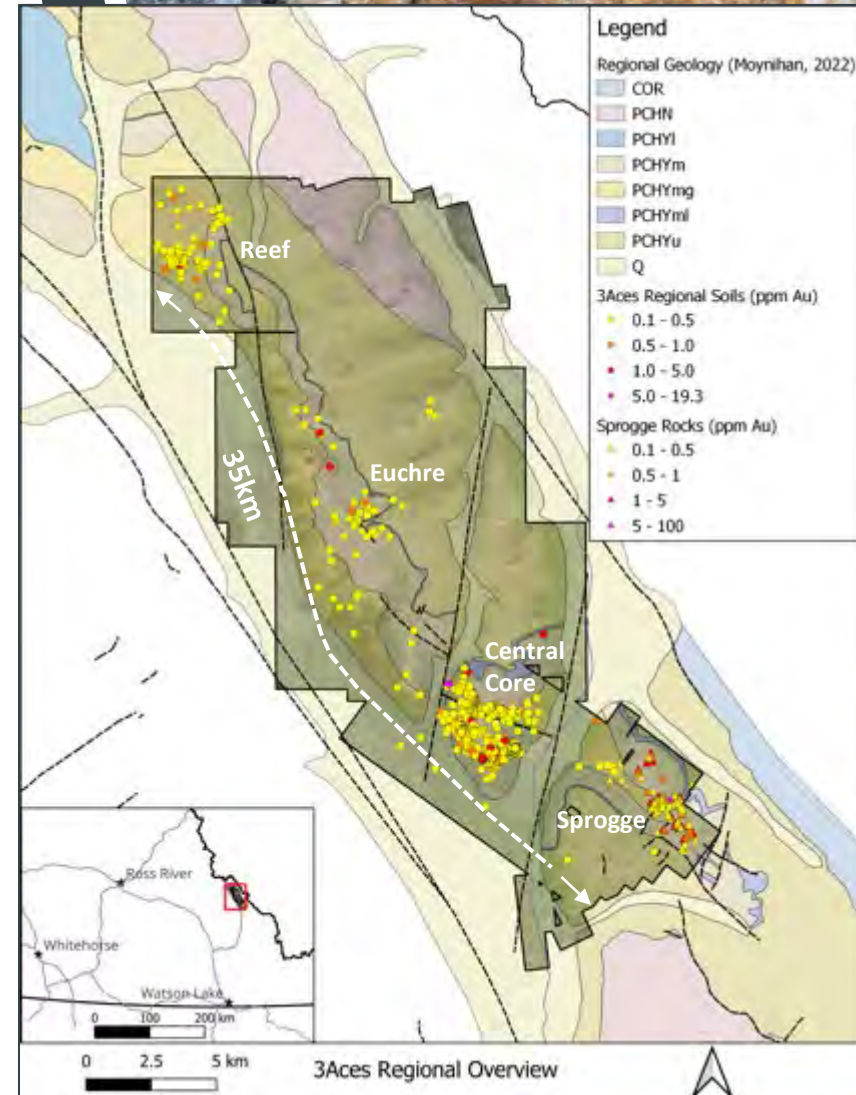 Legend
Regional Geology (Moynihan, 2022)
COR
PCHN
PCHYl
PCHYm
PCHYmg
PCHYml
PCHYu
Q
3Aces Regional Soils (ppm Au)
0.1 - 0.5
0.5 - 1.0
1.0 - 5.0
5.0 - 19.3
Sprogge Rocks (ppm Au)
0.1 - 0.5
0.5 - 1
1 - 5
5 - 100
Reef
35km
Euchre
Central
Core
Sprogge
Ross River
Whitehorse
Watson Lake
0 100 200 km
0 2.5 5 km
3Aces Regional Overview